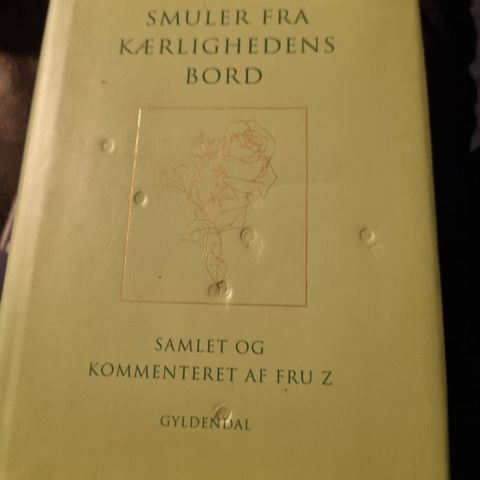 SMULER FRA
KÆRLIGHEDENS
BORD
SAMLET OG
KOMMENTERET AF FRU Z
GYLDENDAL